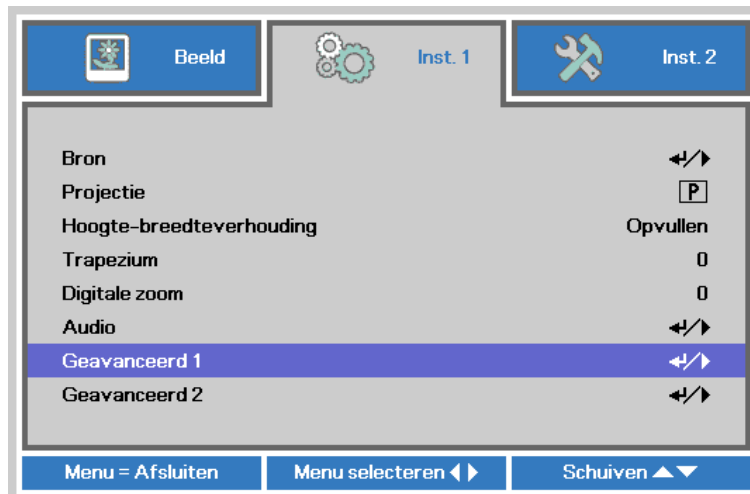 Beeld Inst. 1 Inst. 2
Bron
Projectie P
Hoogte-breedteverhouding Opvullen
Trapezium 0
Digitale zoom 0
Audio
Geavanceerd 1
Geavanceerd 2
Menu = Afsluiten Menu selecteren Schuiven